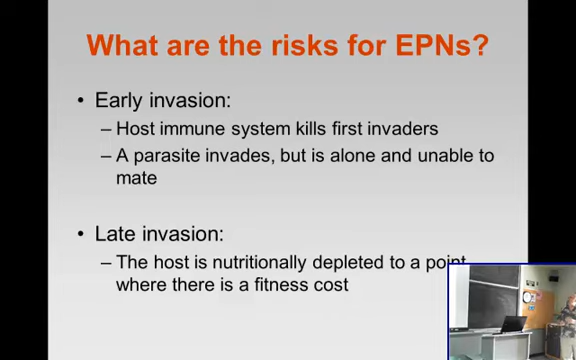 What are the risks for EPNs?
• Early invasion:
– Host immune system kills first invaders
– A parasite invades, but is alone and unable to
mate
• Late invasion:
– The host is nutritionally depleted to a point
where there is a fitness cost